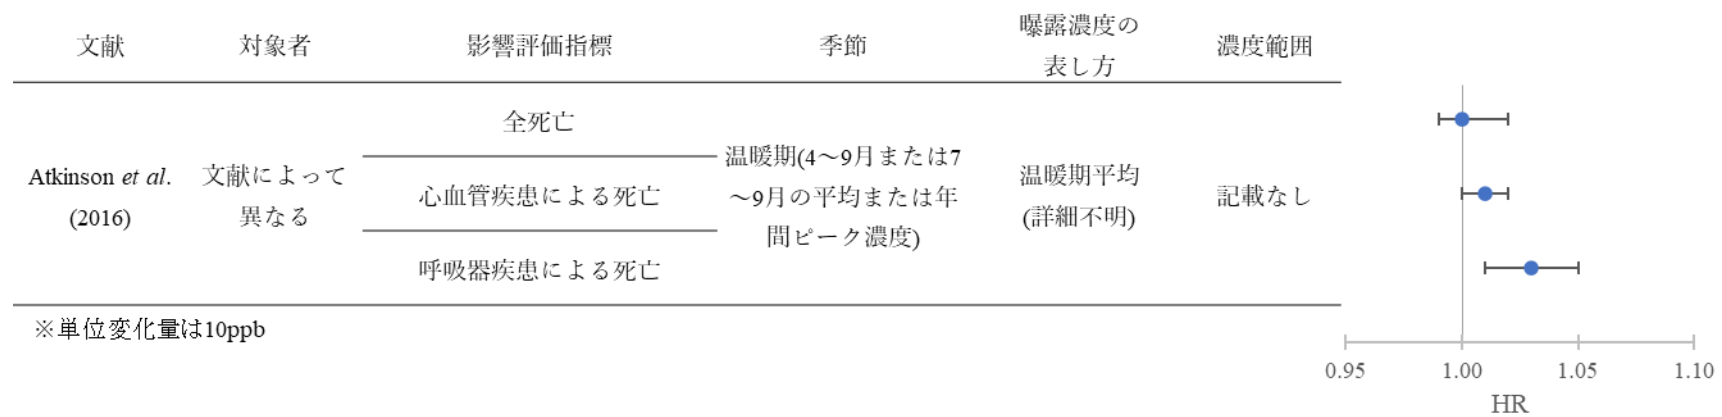 文献
対象者
影響評価指標
季節
曝露濃度の
表し方
濃度範囲
Atkinson et al.
(2016)
文献によって
異なる
全死亡
心血管疾患による死亡
呼吸器疾患による死亡
温暖期(4～9月または7
～9月の平均または年
間ピーク濃度)
温暖期平均
(詳細不明)
記載なし
※単位変化量は10ppb
0.95 1.00 1.05 1.10
HR